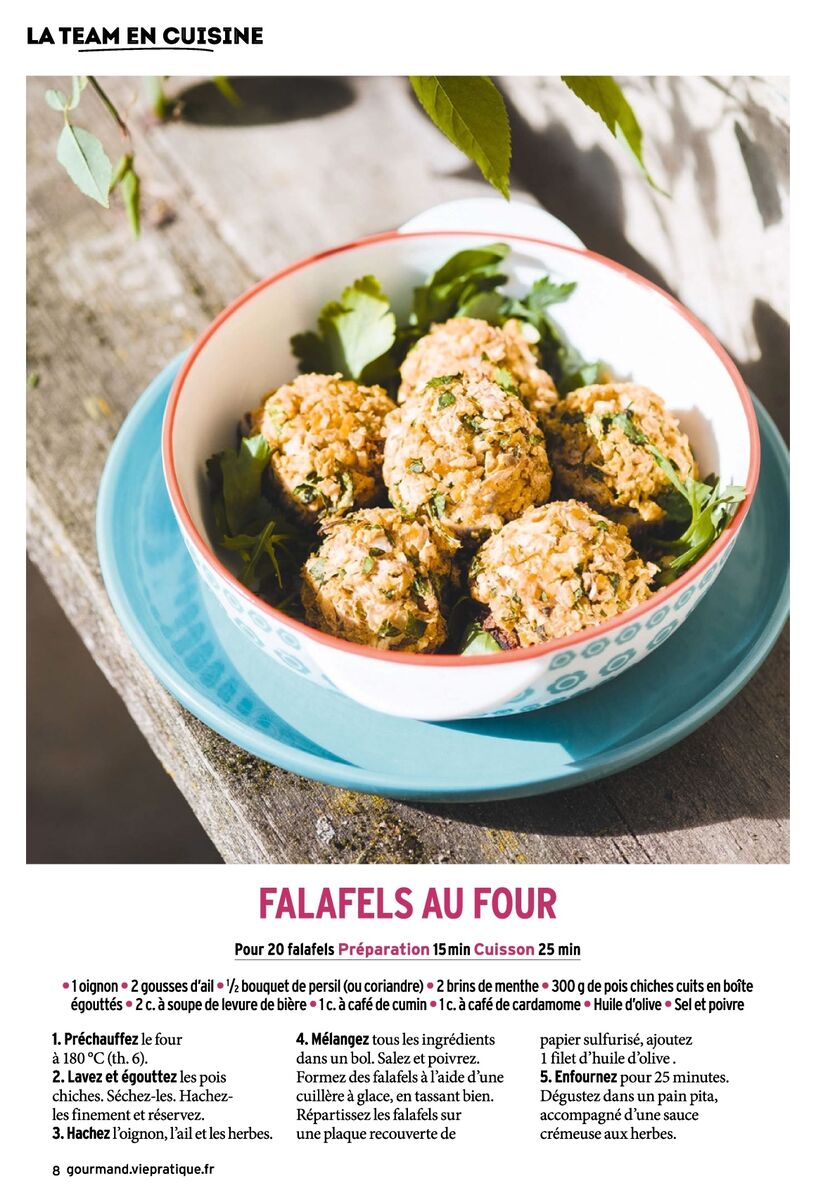 LA TEAM EN CUISINE
FALAFELS AU FOUR
Pour 20 falafels Préparation 15 min Cuisson 25 min
• 1 oignon • 2 gousses d'ail • 1/2 bouquet de persil (ou coriandre) • 2 brins de menthe • 300 g de pois chiches cuits en boîte
égouttés • 2 c. à soupe de levure de bière • 1 c. à café de cumin • 1 c. à café de cardamome • Huile d'olive • Sel et poivre
1. Préchauffez le four
à 180 °C (th. 6).
2. Lavez et égouttez les pois
chiches. Séchez-les. Hachez-
les finement et réservez.
3. Hachez l'oignon, l'ail et les herbes.
4. Mélangez tous les ingrédients
dans un bol. Salez et poivrez.
Formez des falafels à l'aide d'une
cuillère à glace, en tassant bien.
Répartissez les falafels sur
une plaque recouverte de
papier sulfurisé, ajoutez
1 filet d'huile d'olive .
5. Enfournez pour 25 minutes.
Dégustez dans un pain pita,
accompagné d'une sauce
crémeuse aux herbes.
8 gourmand.viepratique.fr